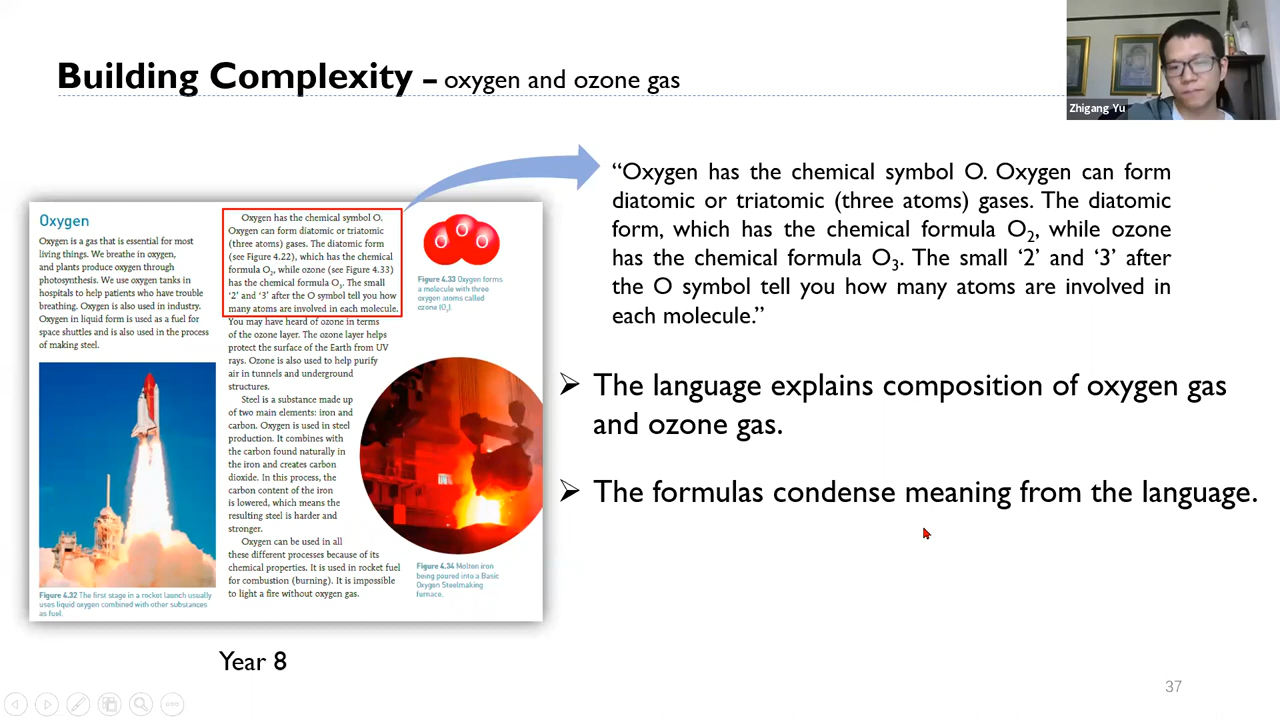 Building Complexity – oxygen and ozone gas
Zhigang Yu
“Oxygen has the chemical symbol O. Oxygen can form
diatomic or triatomic (three atoms) gases. The diatomic
form, which has the chemical formula O₂, while ozone
has the chemical formula O₃. The small ‘2’ and ‘3’ after
the O symbol tell you how many atoms are involved in
each molecule.”
➢ The language explains composition of oxygen gas
and ozone gas.
➢ The formulas condense meaning from the language.
Oxygen
Oxygen is a gas that is essential for most
living things. We breathe in oxygen,
and plants produce oxygen through
photosynthesis. We use oxygen tanks in
hospitals to help patients who have trouble
breathing. Oxygen is also used in industry.
Oxygen in liquid form is used as a fuel for
space shuttles and is also used in the process
of making steel.
Figure 4.32 The first stage in a rocket launch usually
uses liquid oxygen combined with other substances
as fuel.
Oxygen has the chemical symbol O.
Oxygen can form diatomic or triatomic
(three atoms) gases. The diatomic form
(see Figure 4.22), which has the chemical
formula O₂, while ozone (see Figure 4.33)
has the chemical formula O₃. The small
‘2’ and ‘3’ after the O symbol tell you how
many atoms are involved in each molecule.
You may have heard of ozone in terms
of the ozone layer. The ozone layer helps
protect the surface of the Earth from UV
rays. Ozone is also used to help purify
air in tunnels and underground
structures.
Steel is a substance made up
of two main elements: iron and
carbon. Oxygen is used in steel
production. It combines with
the carbon found naturally in
the iron and creates carbon
dioxide. In this process, the
carbon content of the iron
is lowered, which means the
resulting steel is harder and
stronger.
Oxygen can be used in all
these different processes because of its
chemical properties. It is used in rocket fuel
for combustion (burning). It is impossible
to light a fire without oxygen gas.
O O O
Figure 4.33 Oxygen forms
a molecule with three
oxygen atoms called
ozone (O₃).
Figure 4.34 Molten iron
being poured into a Basic
Oxygen Steelmaking
furnace.
Year 8
37